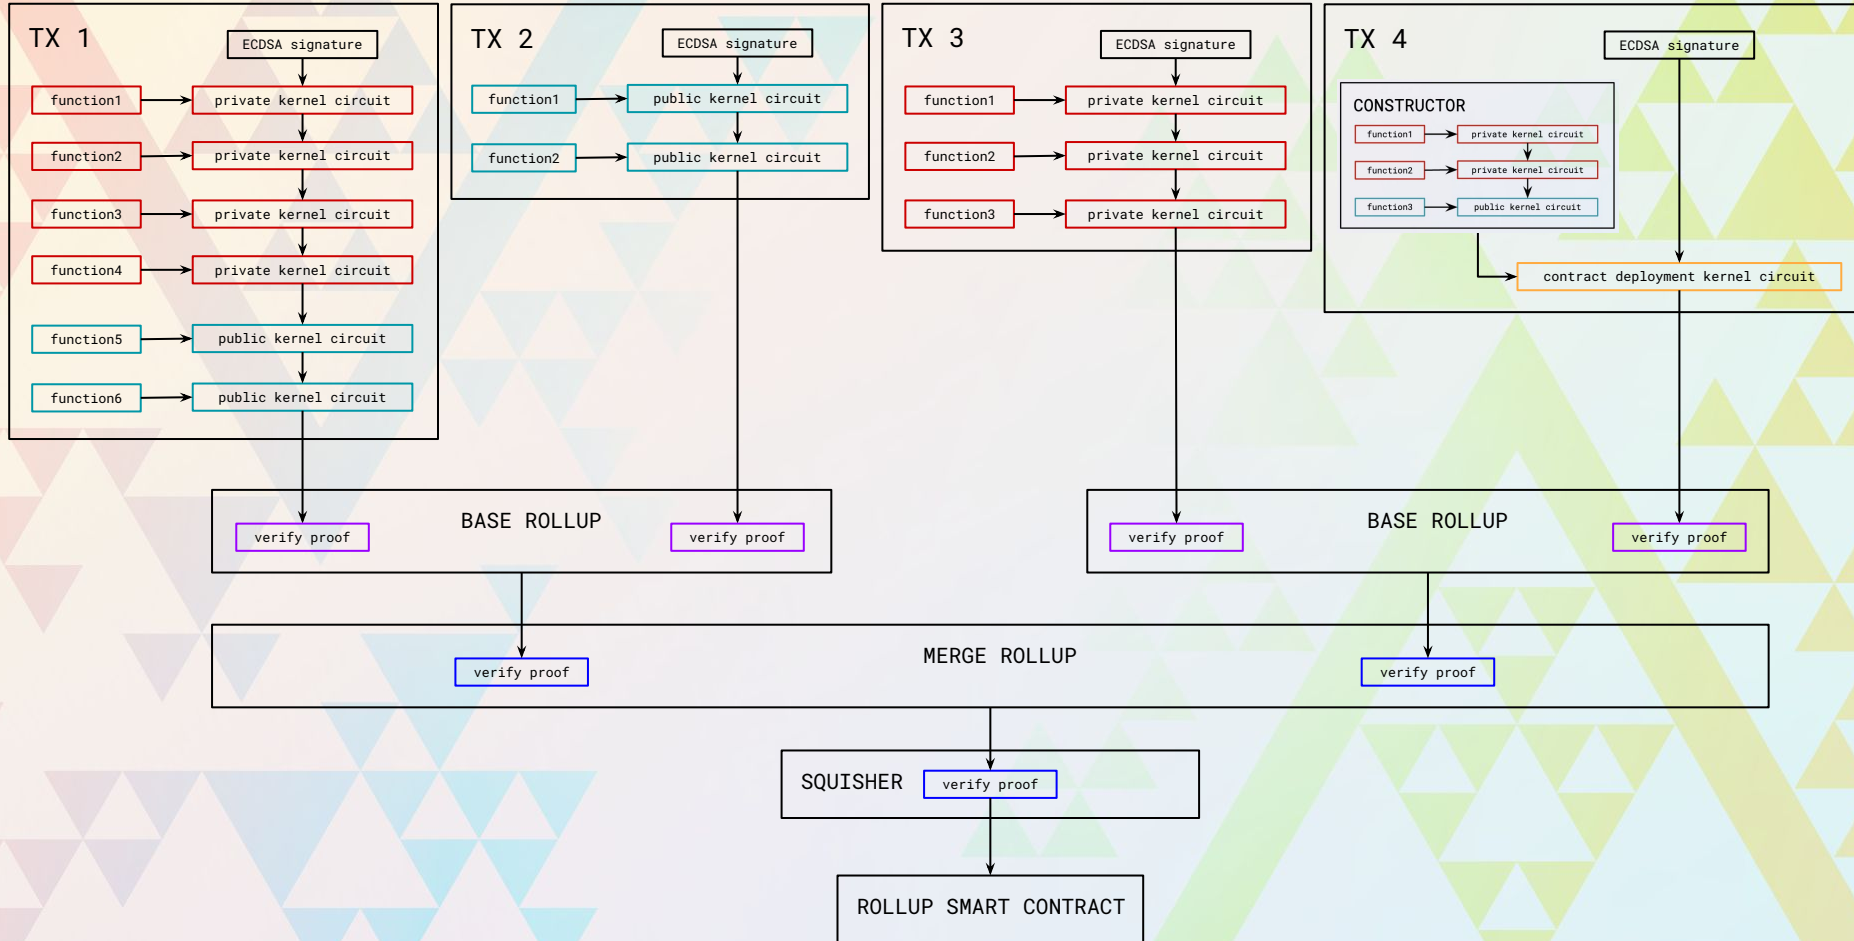 TX 1
ECDSA signature
function1
private kernel circuit
function2
private kernel circuit
function3
private kernel circuit
function4
private kernel circuit
function5
public kernel circuit
function6
public kernel circuit
TX 2
ECDSA signature
function1
public kernel circuit
function2
public kernel circuit
TX 3
ECDSA signature
function1
private kernel circuit
function2
private kernel circuit
function3
private kernel circuit
TX 4
ECDSA signature
CONSTRUCTOR
function1
private kernel circuit
function2
private kernel circuit
function3
public kernel circuit
contract deployment kernel circuit
BASE ROLLUP
verify proof
verify proof
BASE ROLLUP
verify proof
verify proof
MERGE ROLLUP
verify proof
verify proof
SQUISHER
verify proof
ROLLUP SMART CONTRACT